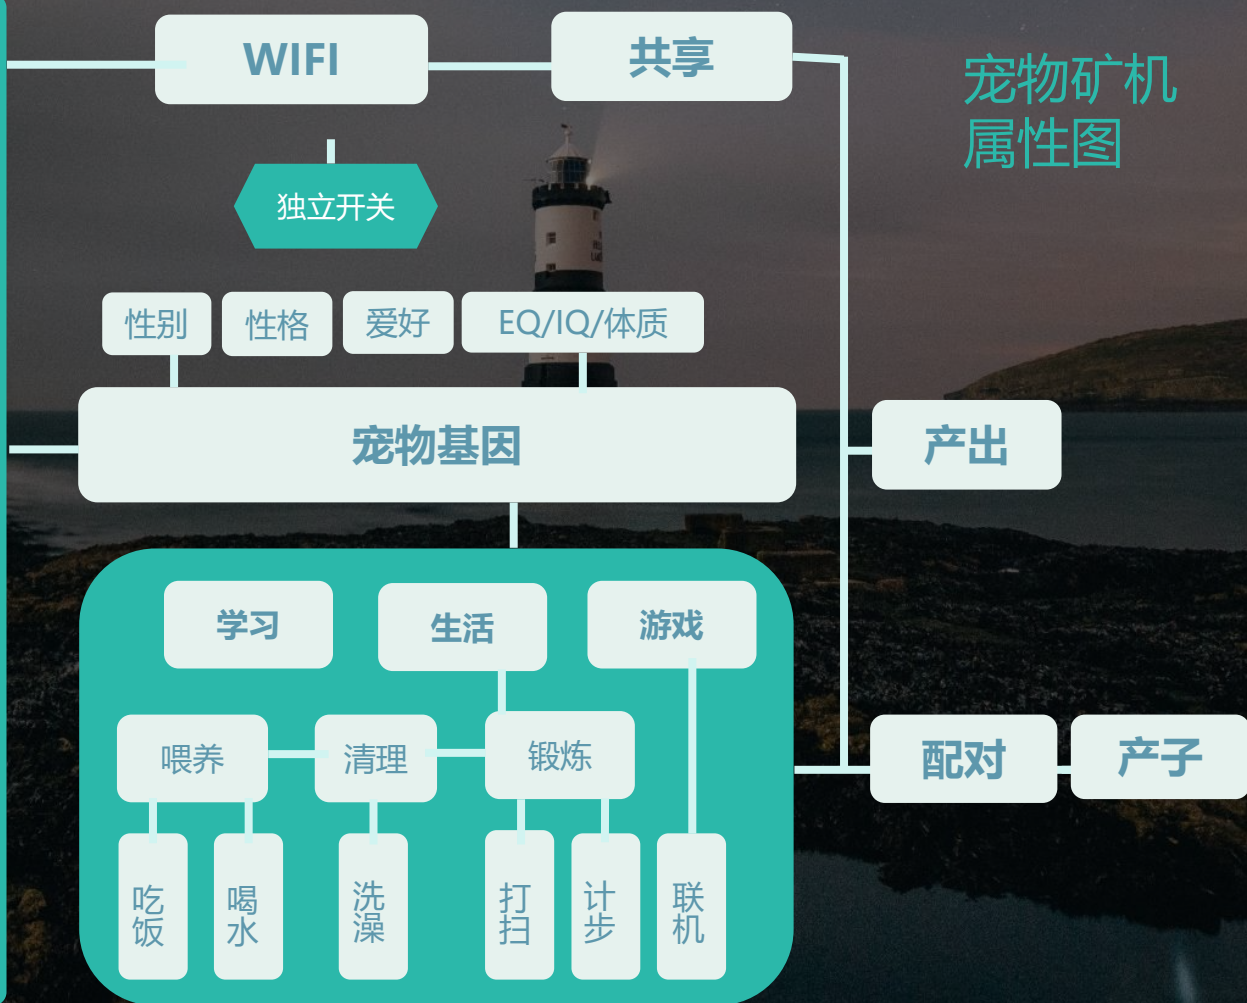 WIFI
共享
宠物矿机
属性图
独立开关
性别
性格
爱好
EQ/IQ/体质
宠物基因
产出
学习
生活
游戏
喂养
清理
锻炼
配对
产子
吃饭
喝水
洗澡
打扫
计步
联机